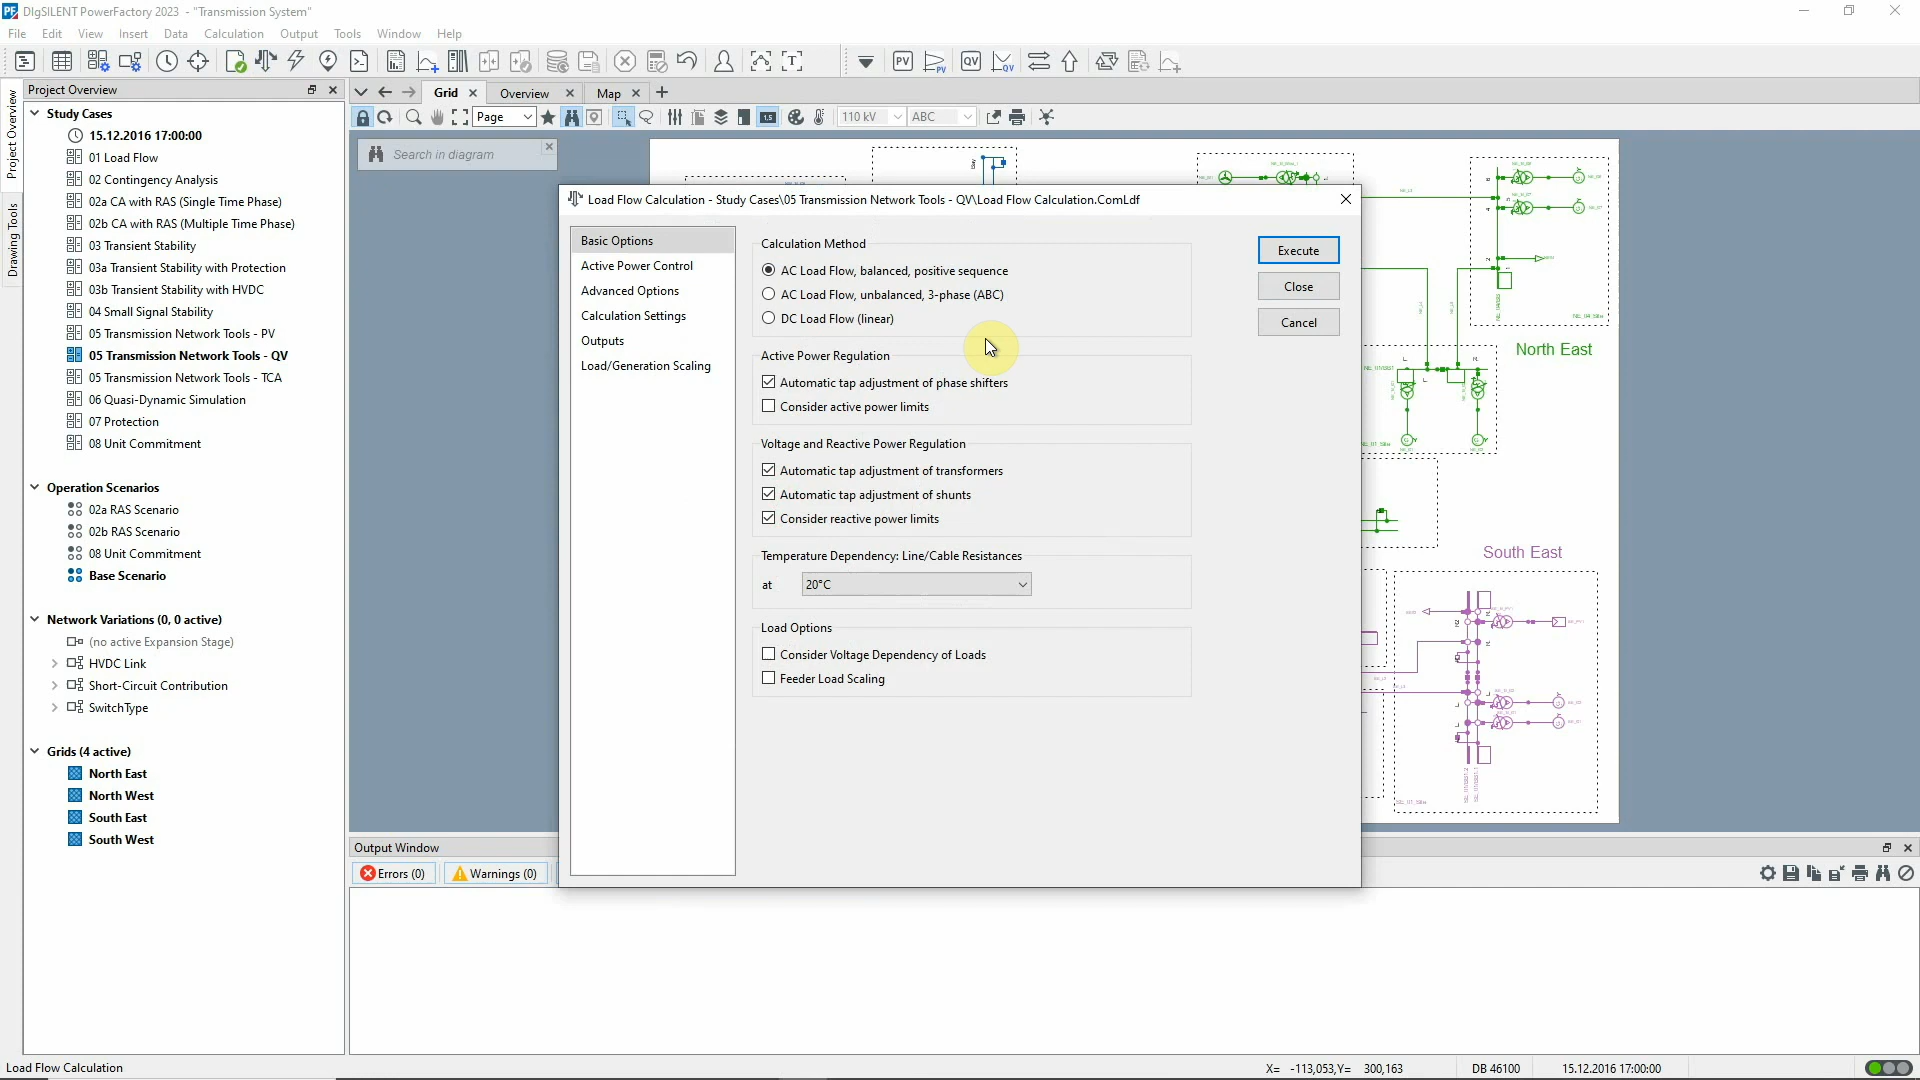 DIgSILENT PowerFactory 2023 - "Transmission System"
File Edit View Insert Data Calculation Output Tools Window Help
PV PV QV QV
Project Overview
Grid Overview Map
Page 1.5 110 kV ABC
Project Overview
Drawing Tools
Study Cases
15.12.2016 17:00:00
01 Load Flow
02 Contingency Analysis
02a CA with RAS (Single Time Phase)
02b CA with RAS (Multiple Time Phase)
03 Transient Stability
03a Transient Stability with Protection
03b Transient Stability with HVDC
04 Small Signal Stability
05 Transmission Network Tools - PV
05 Transmission Network Tools - QV
05 Transmission Network Tools - TCA
06 Quasi-Dynamic Simulation
07 Protection
08 Unit Commitment
Operation Scenarios
02a RAS Scenario
02b RAS Scenario
08 Unit Commitment
Base Scenario
Network Variations (0, 0 active)
(no active Expansion Stage)
HVDC Link
Short-Circuit Contribution
SwitchType
Grids (4 active)
North East
North West
South East
South West
Search in diagram
Load Flow Calculation - Study Cases\05 Transmission Network Tools - QV\Load Flow Calculation.ComLdf
Basic Options
Active Power Control
Advanced Options
Calculation Settings
Outputs
Load/Generation Scaling
Calculation Method
AC Load Flow, balanced, positive sequence
AC Load Flow, unbalanced, 3-phase (ABC)
DC Load Flow (linear)
Active Power Regulation
Automatic tap adjustment of phase shifters
Consider active power limits
Voltage and Reactive Power Regulation
Automatic tap adjustment of transformers
Automatic tap adjustment of shunts
Consider reactive power limits
Temperature Dependency: Line/Cable Resistances
at 20°C
Load Options
Consider Voltage Dependency of Loads
Feeder Load Scaling
Execute
Close
Cancel
North East
South East
Output Window
Errors (0) Warnings (0)
Load Flow Calculation
X= -113,053,Y= 300,163 DB 46100 15.12.2016 17:00:00